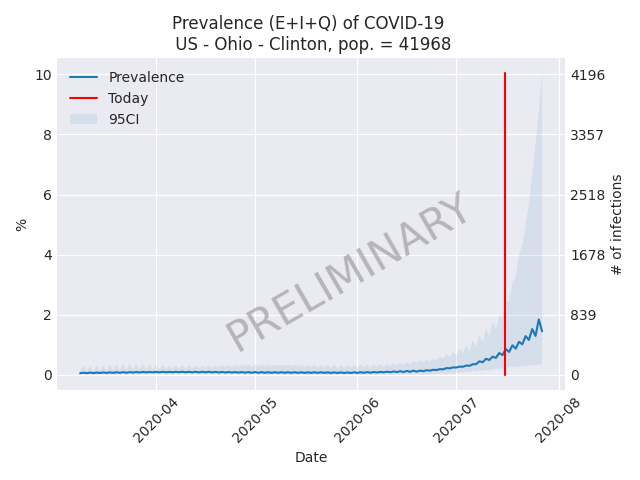 Prevalence (E+I+Q) of COVID-19
US - Ohio - Clinton, pop. = 41968
Prevalence
Today
95CI
PRELIMINARY
%
10
8
6
4
2
0
4196
3357
2518
1678
839
0
# of infections
2020-04
2020-05
2020-06
2020-07
2020-08
Date